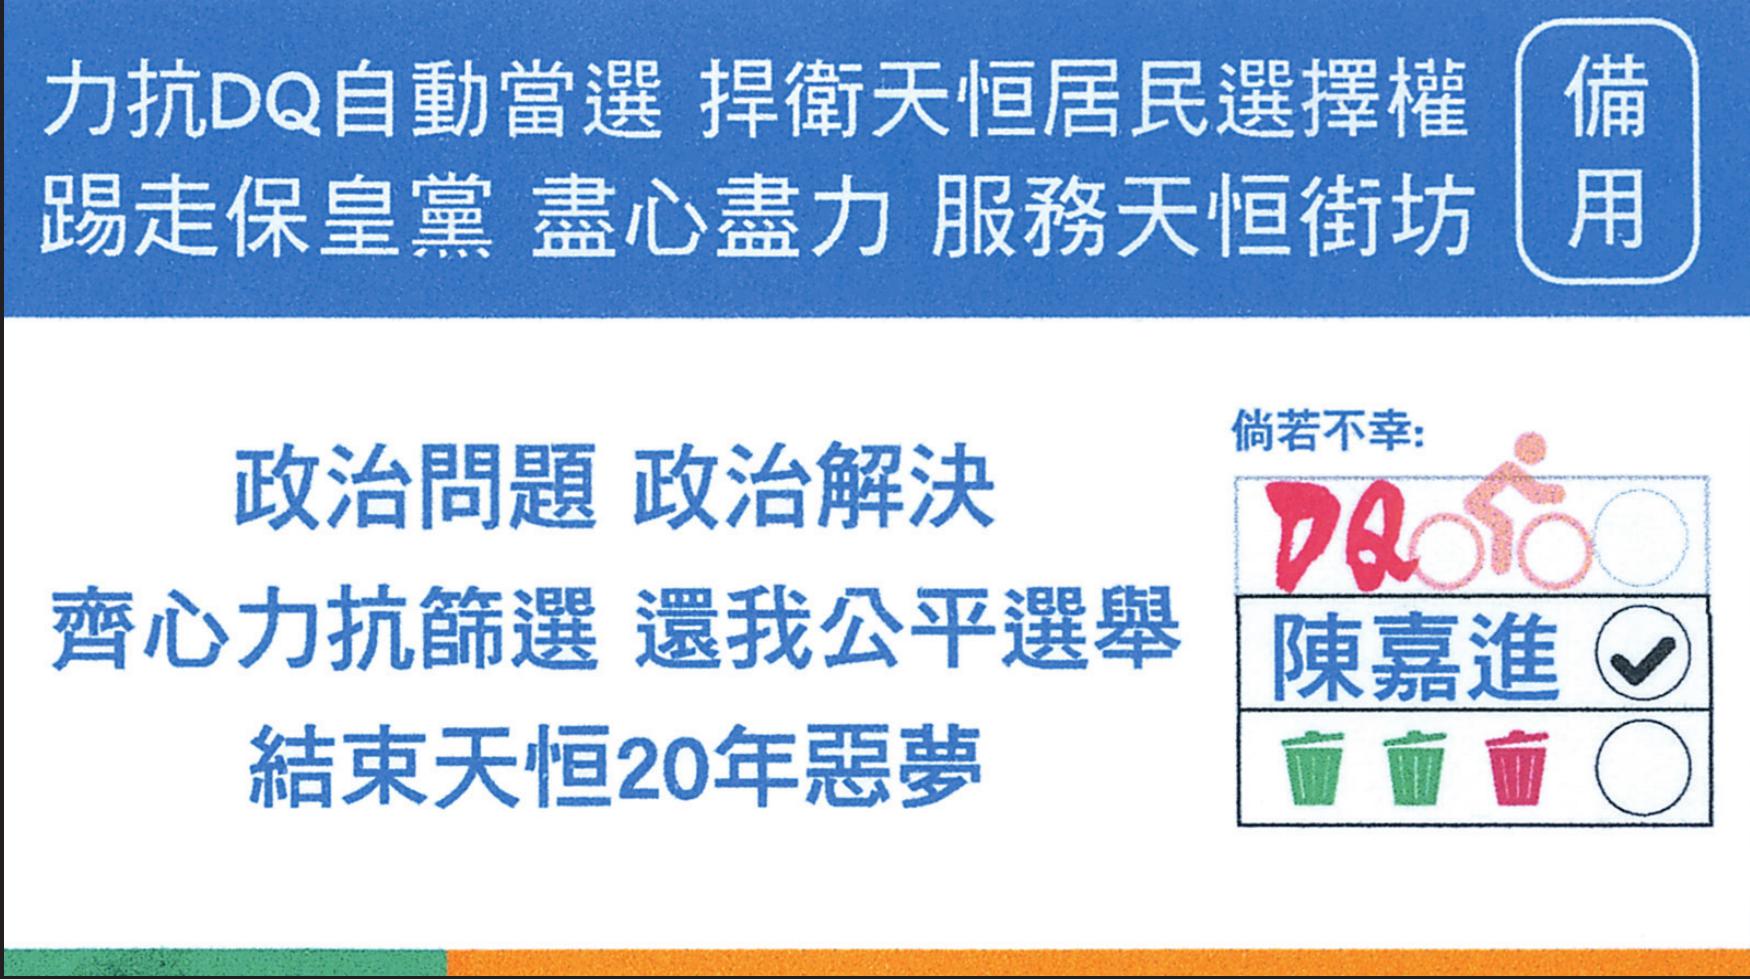 力抗DQ自動當選 捍衛天恒居民選擇權
踢走保皇黨 盡心盡力 服務天恒街坊
備用
政治問題 政治解決
齊心力抗篩選 還我公平選舉
結束天恒20年惡夢
倘若不幸:
DQ
陳嘉進